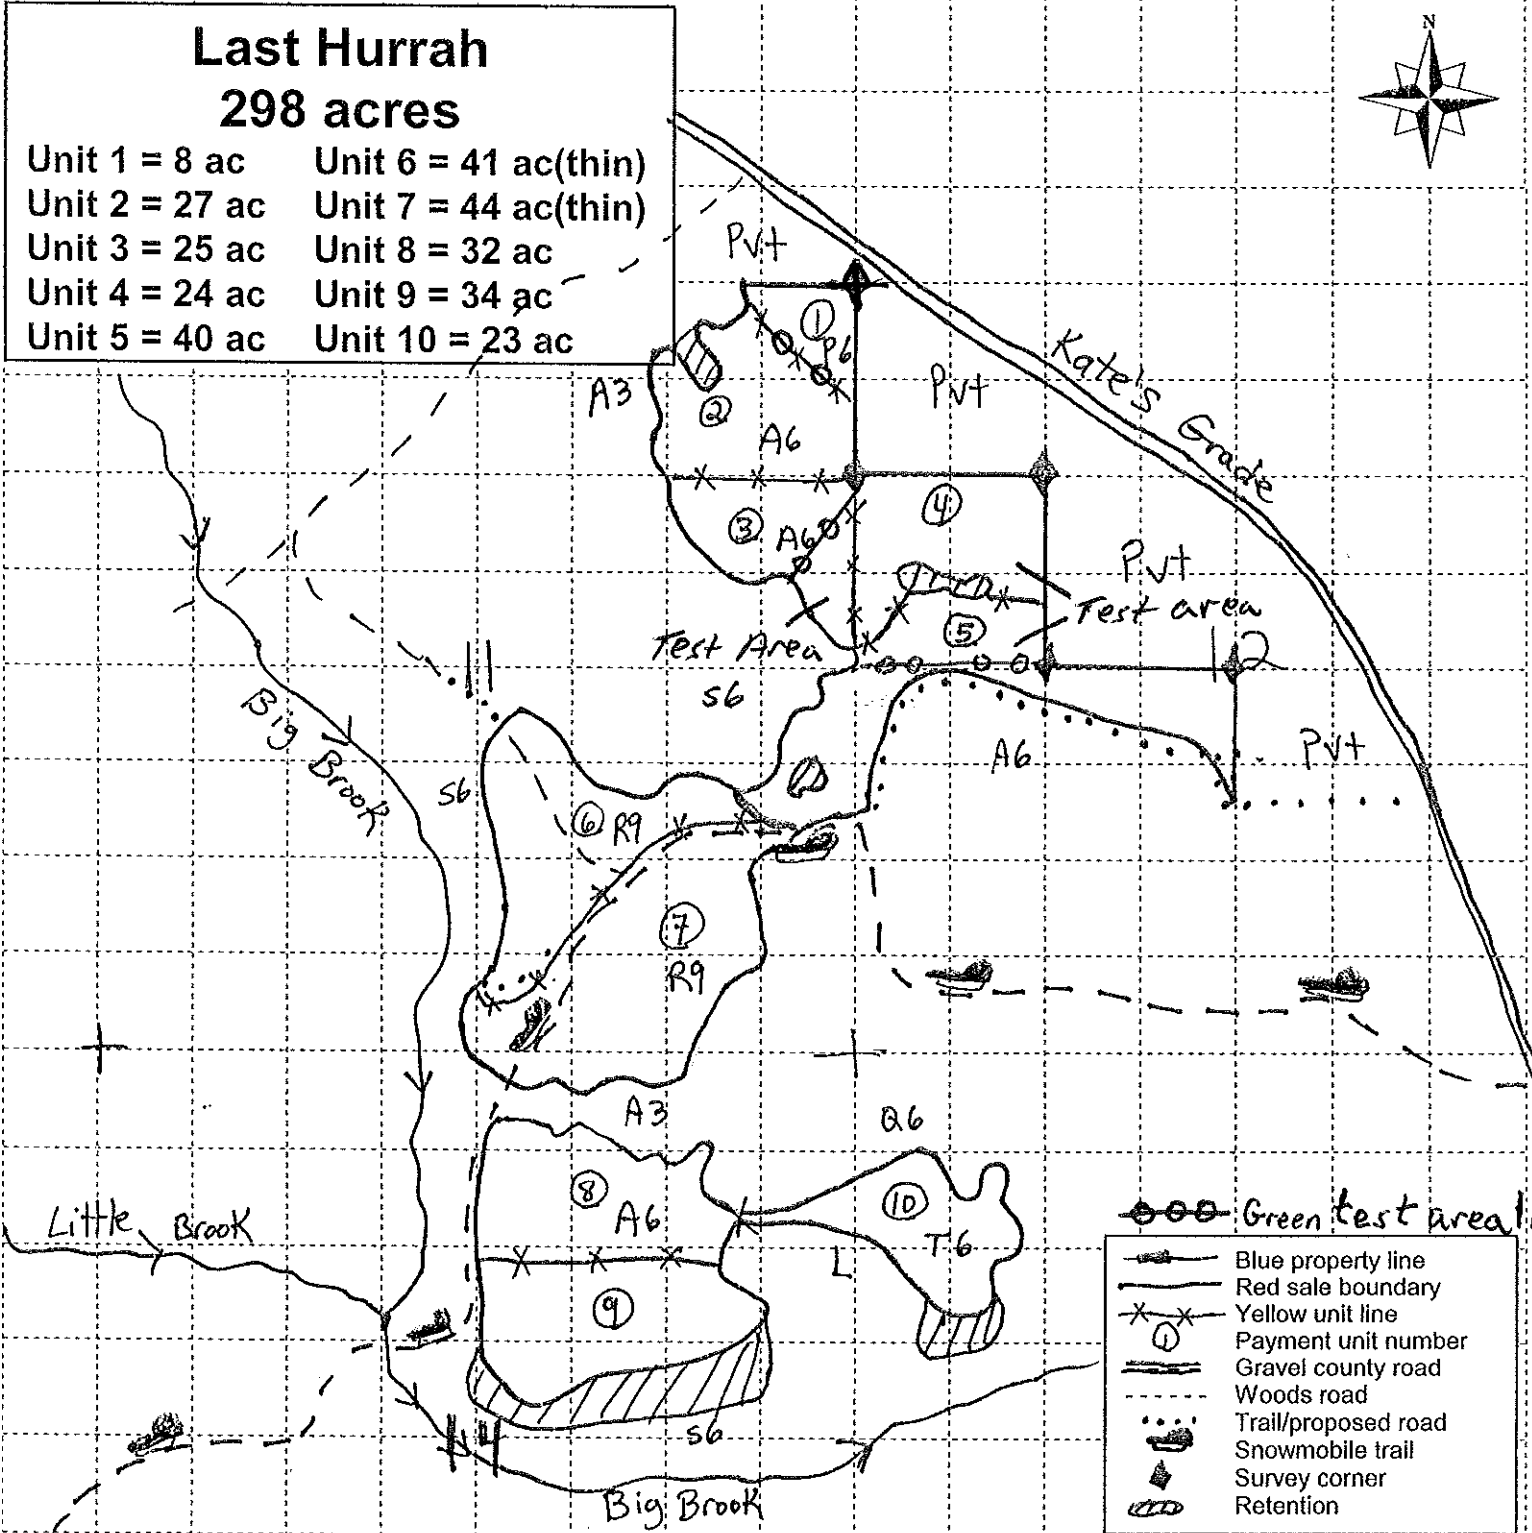 Last Hurrah
298 acres
Unit 1 = 8 ac Unit 6 = 41 ac(thin)
Unit 2 = 27 ac Unit 7 = 44 ac(thin)
Unit 3 = 25 ac Unit 8 = 32 ac
Unit 4 = 24 ac Unit 9 = 34 ac
Unit 5 = 40 ac Unit 10 = 23 ac
N
Pvt
1
P6
A3
2
A6
Pvt
Kate's Grade
3
A6
4
Pvt
Test area
5
Test Area
12
11
S6
Big Brook
S6
A6
Pvt
6
R9
7
R9
A3
Q6
8
A6
10
T6
L
Little Brook
9
14
S6
Big Brook
Green test area
Blue property line
Red sale boundary
Yellow unit line
1 Payment unit number
Gravel county road
Woods road
Trail/proposed road
Snowmobile trail
Survey corner
Retention